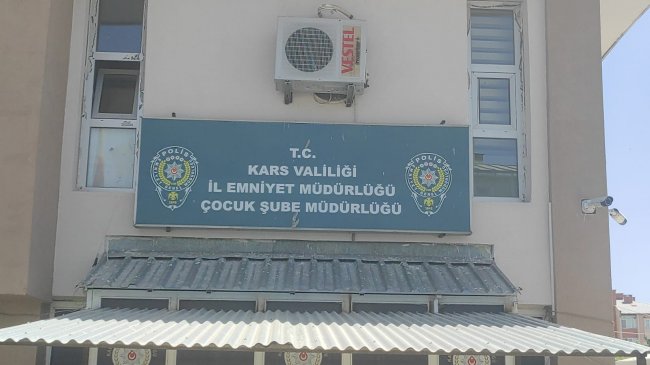 VESTEL
T.C.
KARS VALİLİĞİ
İL EMNİYET MÜDÜRLÜĞÜ
ÇOCUK ŞUBE MÜDÜRLÜĞÜ
POLİS
POLİS